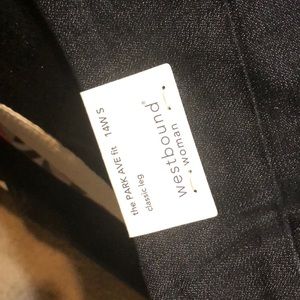 westbound®
woman
the PARK AVE fit 14W S
classic leg